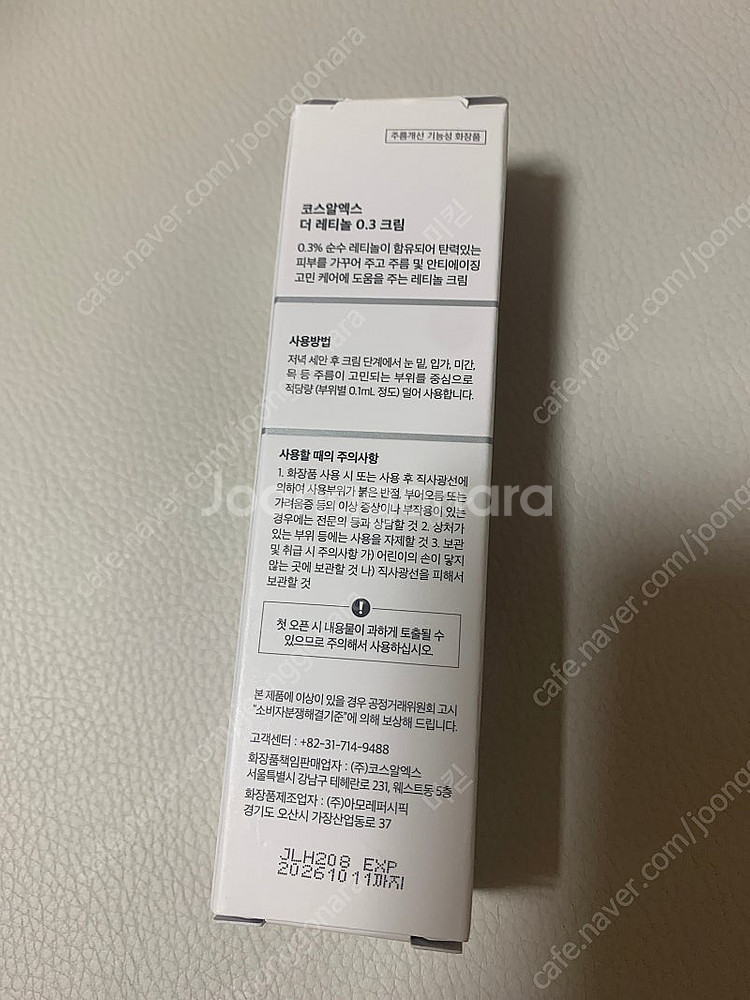 주름개선 기능성 화장품
코스알엑스
더 레티놀 0.3 크림
0.3% 순수 레티놀이 함유되어 탄력있는
피부를 가꾸어 주고 주름 및 안티에이징
고민 케어에 도움을 주는 레티놀 크림
사용방법
저녁 세안 후 크림 단계에서 눈 밑, 입가, 미간,
목 등 주름이 고민되는 부위를 중심으로
적당량 (부위별 0.1mL 정도) 덜어 사용합니다.
사용할 때의 주의사항
1. 화장품 사용 시 또는 사용 후 직사광선에
의하여 사용부위가 붉은 반점, 부어오름 또는
가려움증 등의 이상 증상이나 부작용이 있는
경우에는 전문의 등과 상담할 것 2. 상처가
있는 부위 등에는 사용을 자제할 것 3. 보관
및 취급 시 주의사항 가) 어린이의 손이 닿지
않는 곳에 보관할 것 나) 직사광선을 피해서
보관할 것
첫 오픈 시 내용물이 과하게 토출될 수
있으므로 주의해서 사용하십시오.
본 제품에 이상이 있을 경우 공정거래위원회 고시
"소비자분쟁해결기준"에 의해 보상해 드립니다.
고객센터 : +82-31-714-9488
화장품책임판매업자 : (주)코스알엑스
서울특별시 강남구 테헤란로 231, 웨스트동 5층
화장품제조업자 : (주)아모레퍼시픽
경기도 오산시 가장산업동로 37
JLH208 EXP
20261011까지
Joonggonara
cafe.naver.com/joonggonara